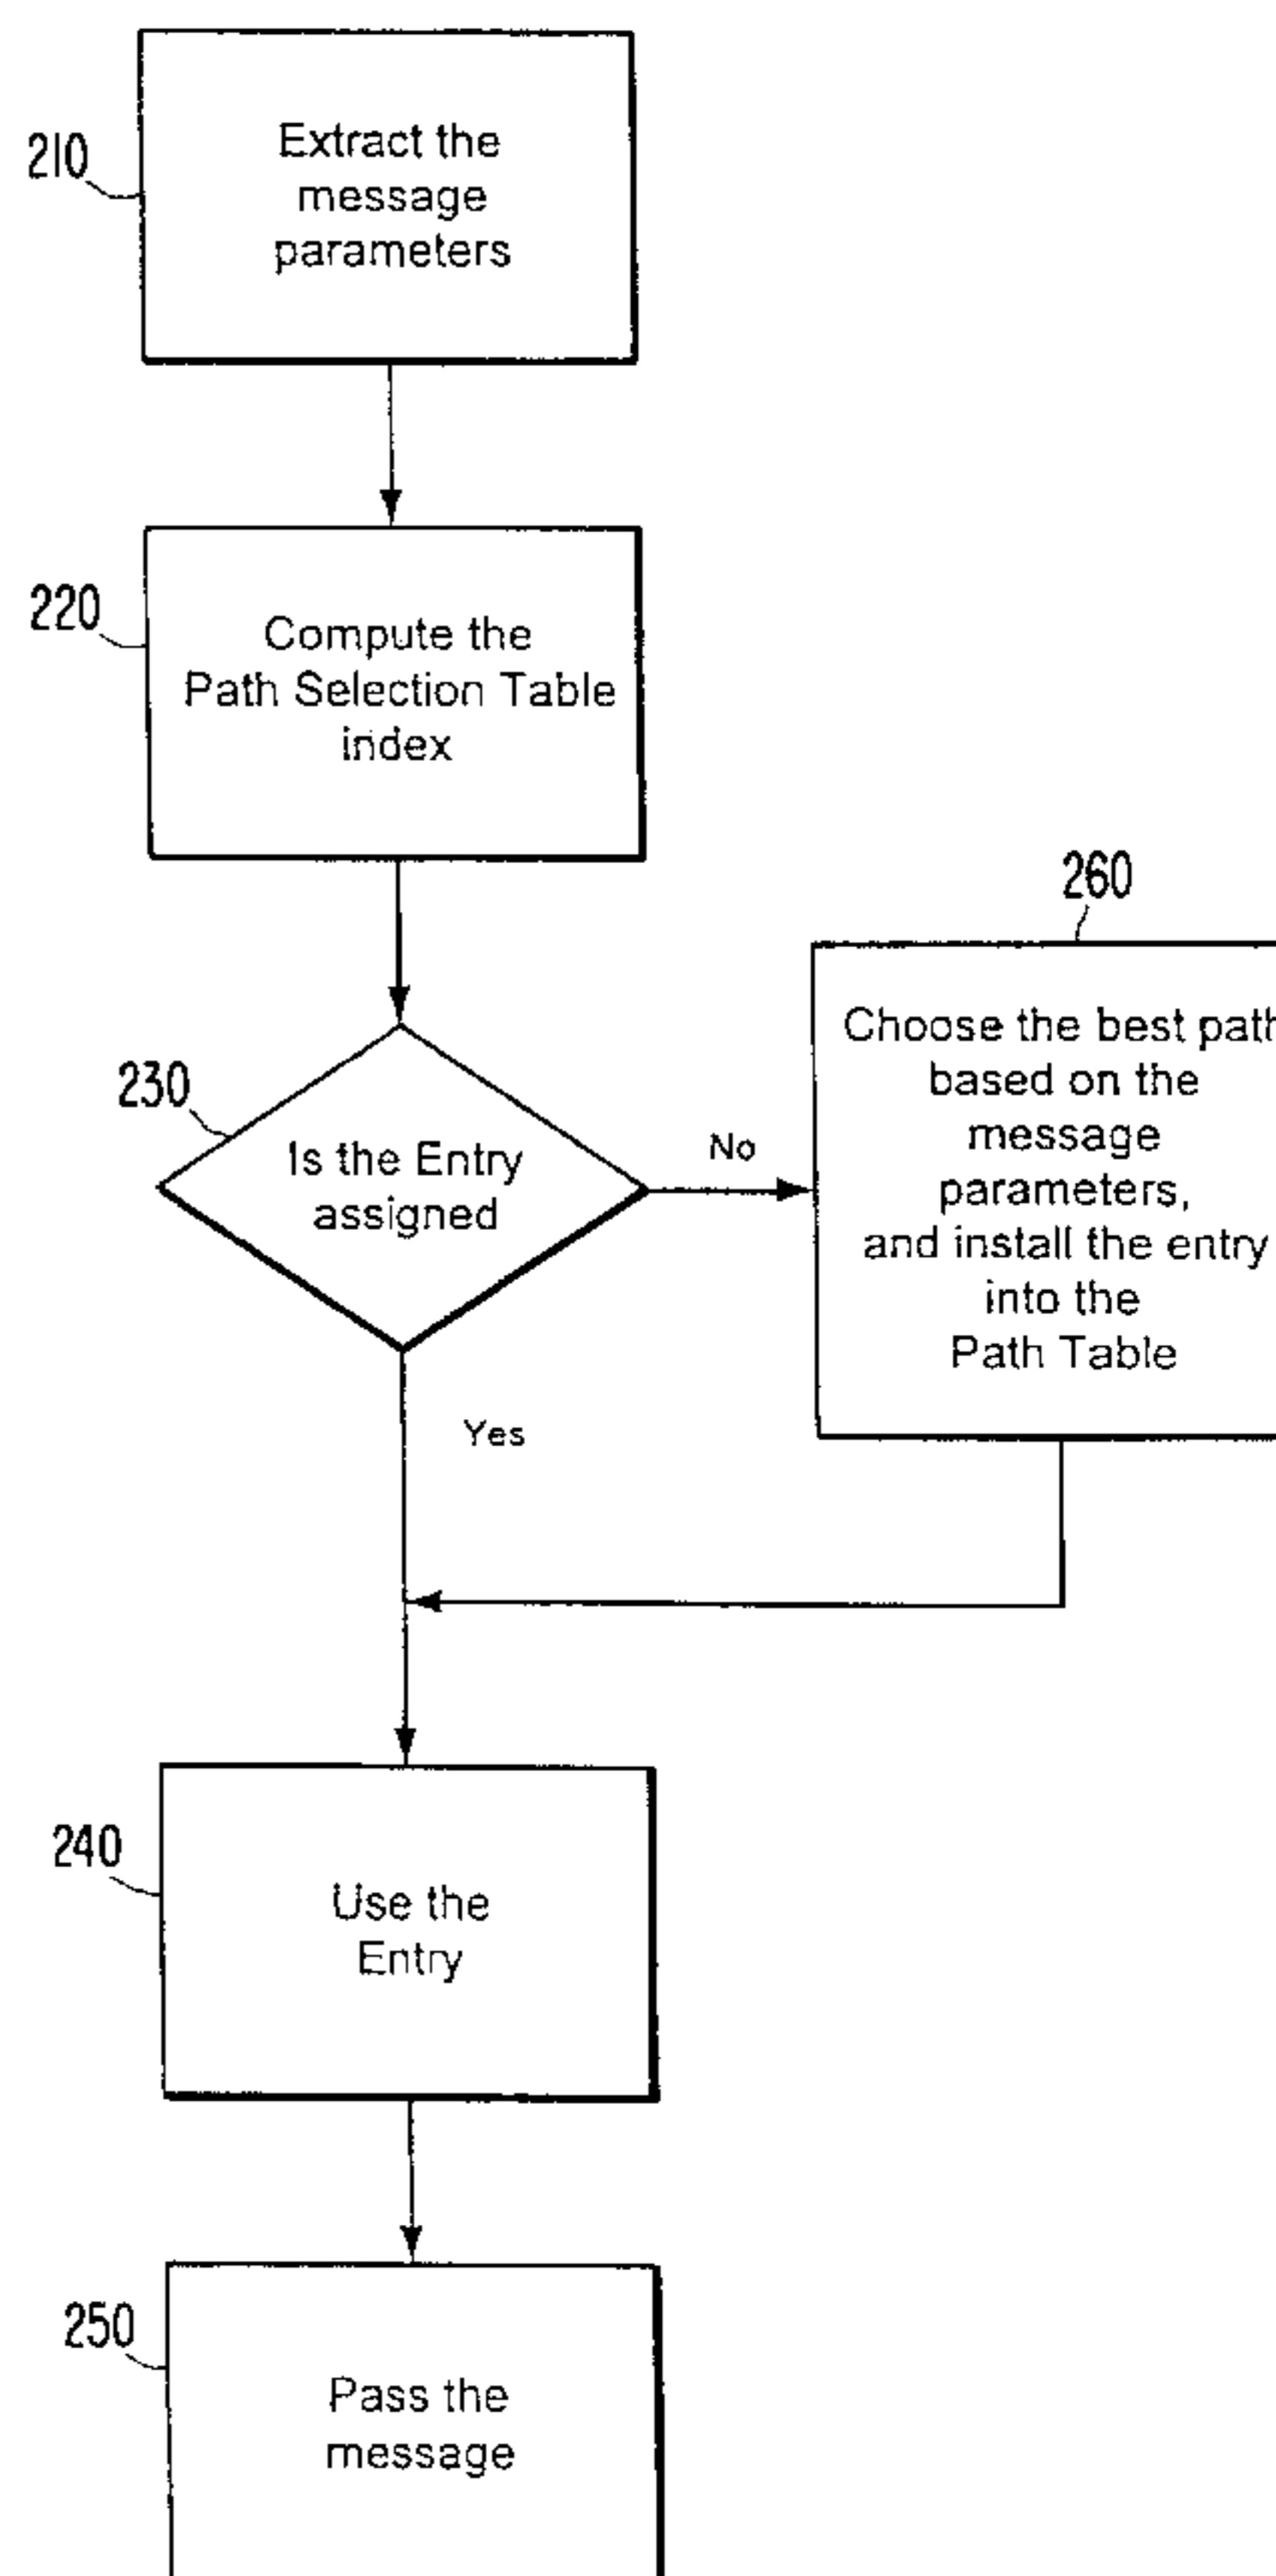 210
Extract the
message
parameters
220
Compute the
Path Selection Table
index
260
Choose the best path
based on the
message
parameters,
and install the entry
into the
Path Table
230
Is the Entry
assigned
No
Yes
240
Use the
Entry
250
Pass the
message